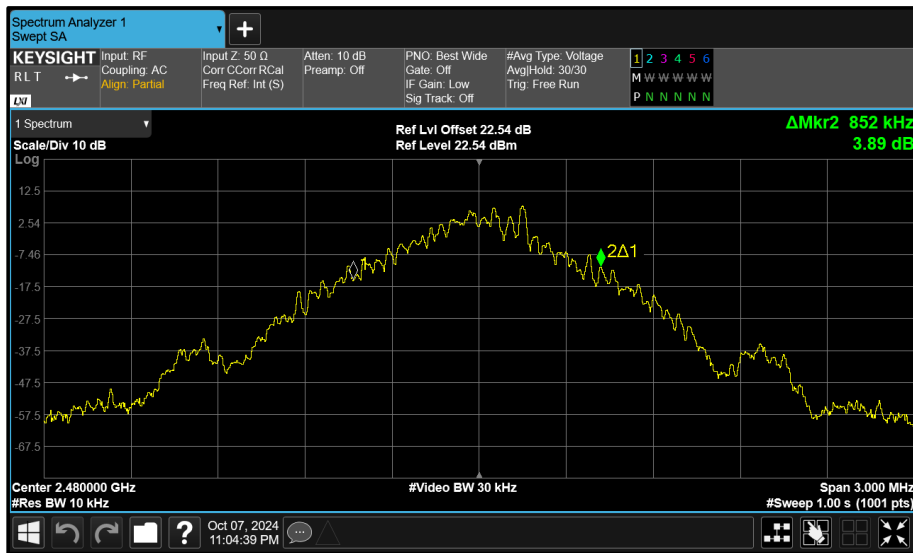 Spectrum Analyzer 1
Swept SA
KEYSIGHT
RLT
LXI
Input: RF
Coupling: AC
Align: Partial
Input Z: 50 Ω
Corr CCorr RCal
Freq Ref: Int (S)
Atten: 10 dB
Preamp: Off
PNO: Best Wide
Gate: Off
IF Gain: Low
Sig Track: Off
#Avg Type: Voltage
Avg|Hold: 30/30
Trig: Free Run
1 2 3 4 5 6
M W W W W W
P N N N N N
1 Spectrum
Scale/Div 10 dB
Ref Lvl Offset 22.54 dB
Ref Level 22.54 dBm
ΔMkr2 852 kHz
3.89 dB
Log
12.5
2.54
-7.46
-17.5
-27.5
-37.5
-47.5
-57.5
-67.5
1
2Δ1
Center 2.480000 GHz
#Res BW 10 kHz
#Video BW 30 kHz
Span 3.000 MHz
#Sweep 1.00 s (1001 pts)
?
Oct 07, 2024
11:04:39 PM